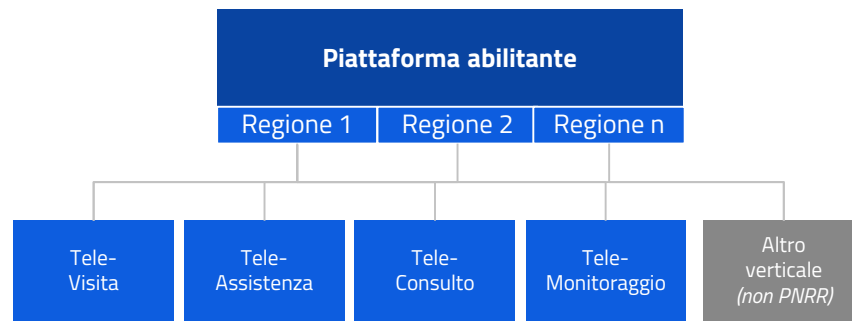 Piattaforma abilitante
Regione 1 Regione 2 Regione n
Tele-
Visita
Tele-
Assistenza
Tele-
Consulto
Tele-
Monitoraggio
Altro
verticale
(non PNRR)